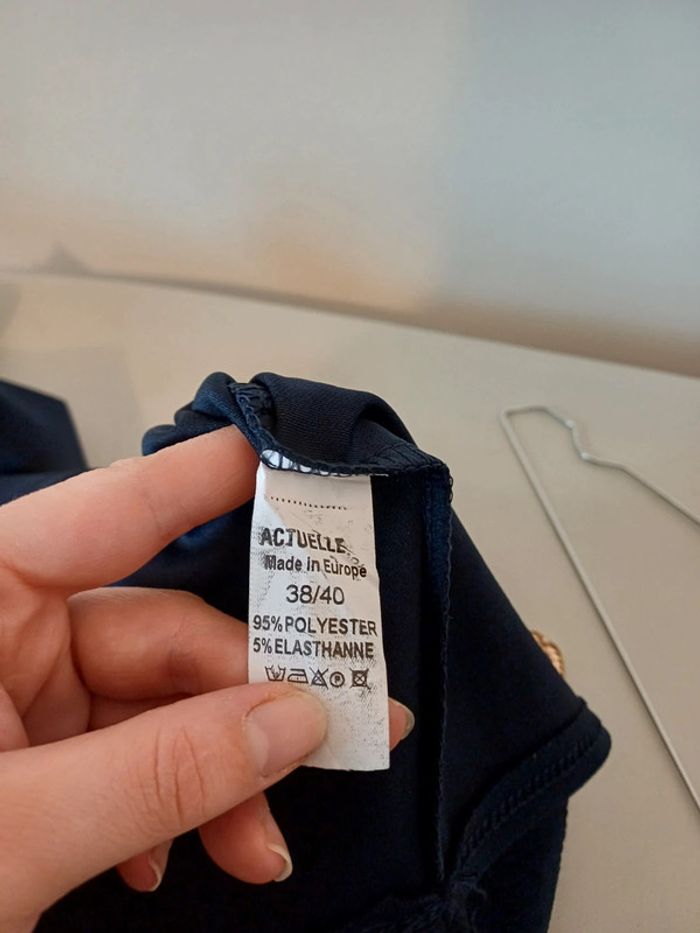 ACTUELLE
Made in Europe
38/40
95% POLYESTER
5% ELASTHANNE